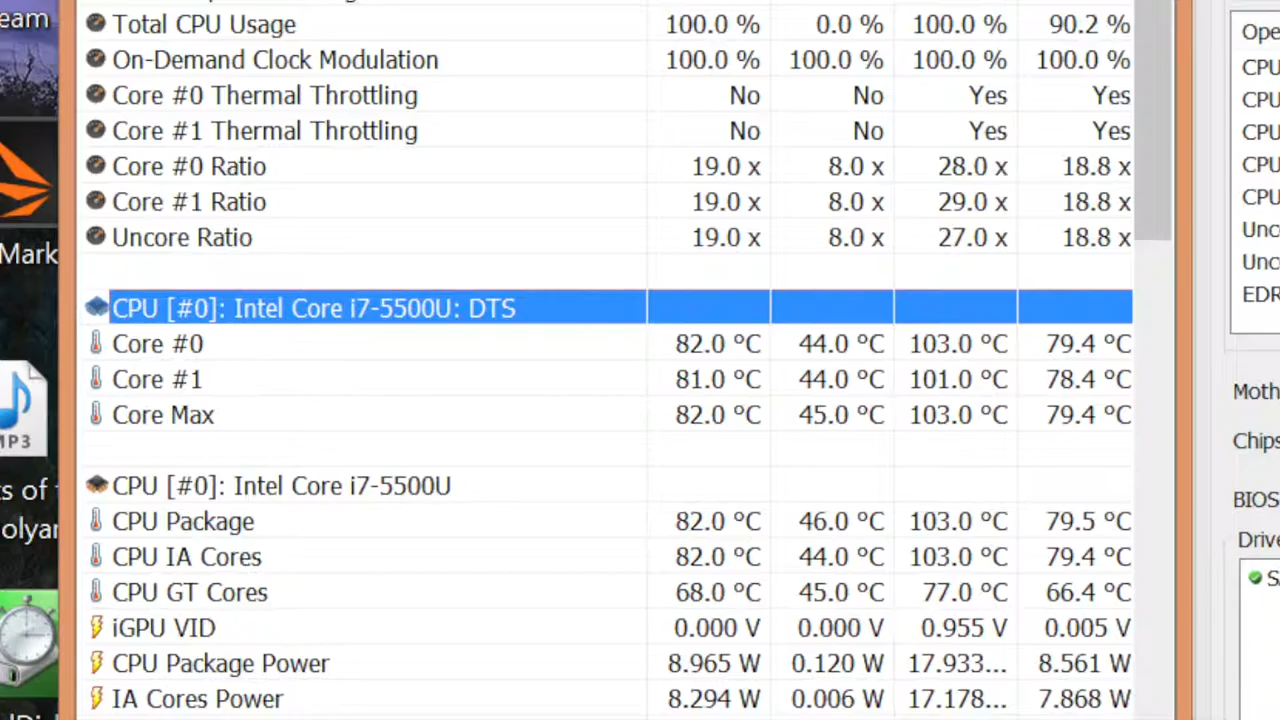 Total CPU Usage 100.0 % 0.0 % 100.0 % 90.2 %
On-Demand Clock Modulation 100.0 % 100.0 % 100.0 % 100.0 %
Core #0 Thermal Throttling No No Yes Yes
Core #1 Thermal Throttling No No Yes Yes
Core #0 Ratio 19.0 x 8.0 x 28.0 x 18.8 x
Core #1 Ratio 19.0 x 8.0 x 29.0 x 18.8 x
Uncore Ratio 19.0 x 8.0 x 27.0 x 18.8 x
CPU [#0]: Intel Core i7-5500U: DTS
Core #0 82.0 °C 44.0 °C 103.0 °C 79.4 °C
Core #1 81.0 °C 44.0 °C 101.0 °C 78.4 °C
Core Max 82.0 °C 45.0 °C 103.0 °C 79.4 °C
CPU [#0]: Intel Core i7-5500U
CPU Package 82.0 °C 46.0 °C 103.0 °C 79.5 °C
CPU IA Cores 82.0 °C 44.0 °C 103.0 °C 79.4 °C
CPU GT Cores 68.0 °C 45.0 °C 77.0 °C 66.4 °C
iGPU VID 0.000 V 0.000 V 0.955 V 0.005 V
CPU Package Power 8.965 W 0.120 W 17.933... 8.561 W
IA Cores Power 8.294 W 0.006 W 17.178... 7.868 W
eam
Mark
MP3
s of
olyar
Ope
CPU
CPU
CPU
CPU
CPU
Unc
Unc
EDR
Moth
Chips
BIOS
Drive